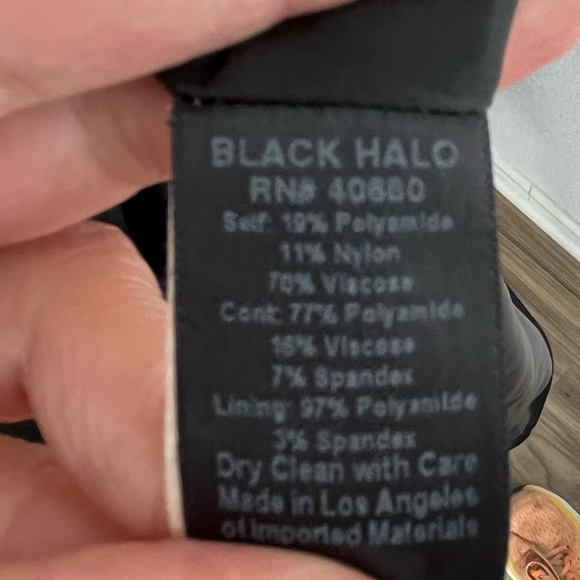 BLACK HALO
RN# 40680
Self: 19% Polyamide
11% Nylon
70% Viscose
Cont: 77% Polyamide
16% Viscose
7% Spandex
Lining: 97% Polyamide
3% Spandex
Dry Clean with Care
Made in Los Angeles
of Imported Materials